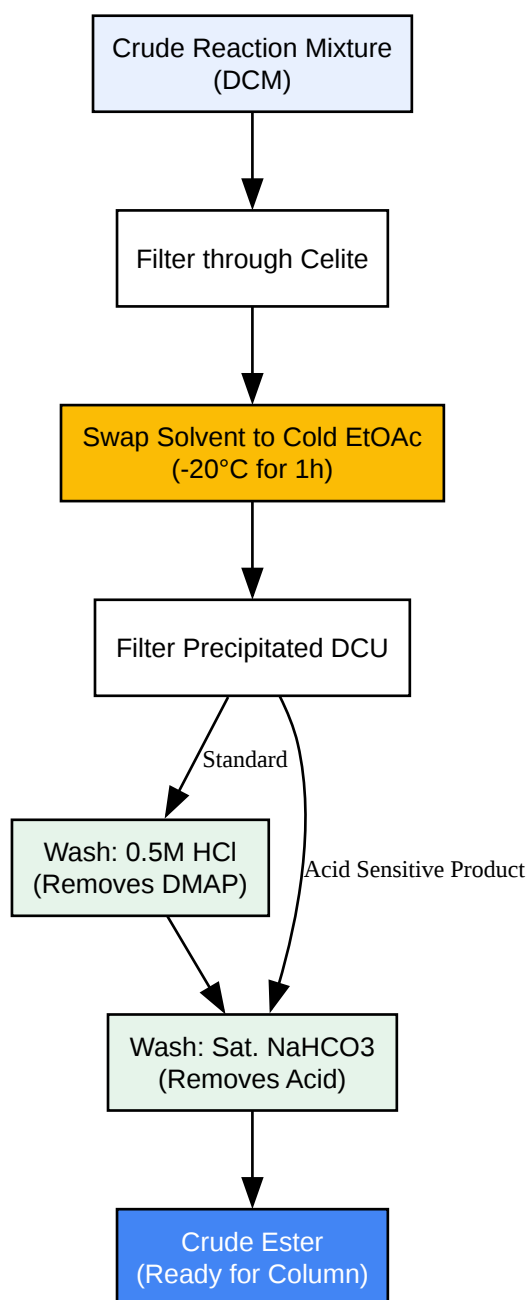 Crude Reaction Mixture
(DCM)
Filter through Celite
Swap Solvent to Cold EtOAc
(-20°C for 1h)
Filter Precipitated DCU
Standard
Wash: 0.5M HCl
(Removes DMAP)
Acid Sensitive Product
Wash: Sat. NaHCO3
(Removes Acid)
Crude Ester
(Ready for Column)